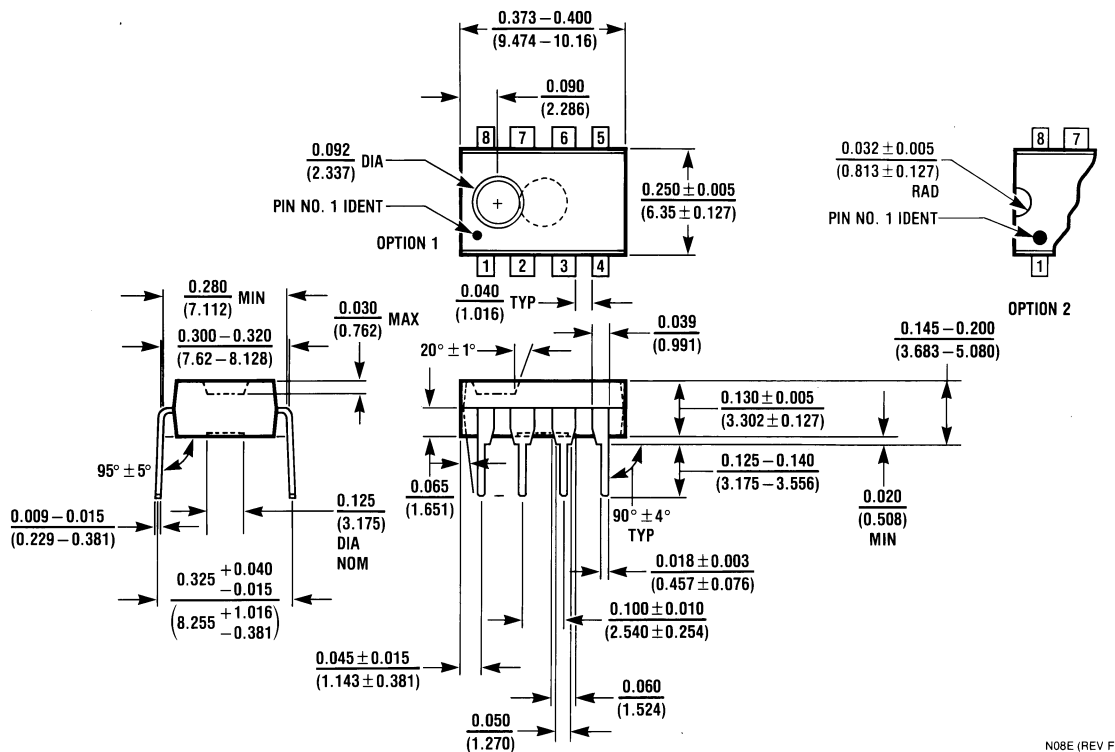 0.373 – 0.400
(9.474 – 10.16)
0.090
(2.286)
8 7 6 5
0.092 DIA
(2.337)
PIN NO. 1 IDENT
OPTION 1
+
0.250 ± 0.005
(6.35 ± 0.127)
1 2 3 4
8 7
0.032 ± 0.005
(0.813 ± 0.127)
RAD
PIN NO. 1 IDENT
1
OPTION 2
0.280 MIN
(7.112)
0.300 – 0.320
(7.62 – 8.128)
0.030 MAX
(0.762)
0.040 TYP
(1.016)
0.039
(0.991)
0.145 – 0.200
(3.683 – 5.080)
20° ± 1°
0.130 ± 0.005
(3.302 ± 0.127)
95° ± 5°
0.065
(1.651)
0.125 – 0.140
(3.175 – 3.556)
90° ± 4°
TYP
0.020
(0.508)
MIN
0.009 – 0.015
(0.229 – 0.381)
0.125
(3.175)
DIA
NOM
0.018 ± 0.003
(0.457 ± 0.076)
0.325 +0.040
−0.015
(8.255 +1.016
−0.381)
0.100 ± 0.010
(2.540 ± 0.254)
0.045 ± 0.015
(1.143 ± 0.381)
0.060
(1.524)
0.050
(1.270)
N08E (REV F